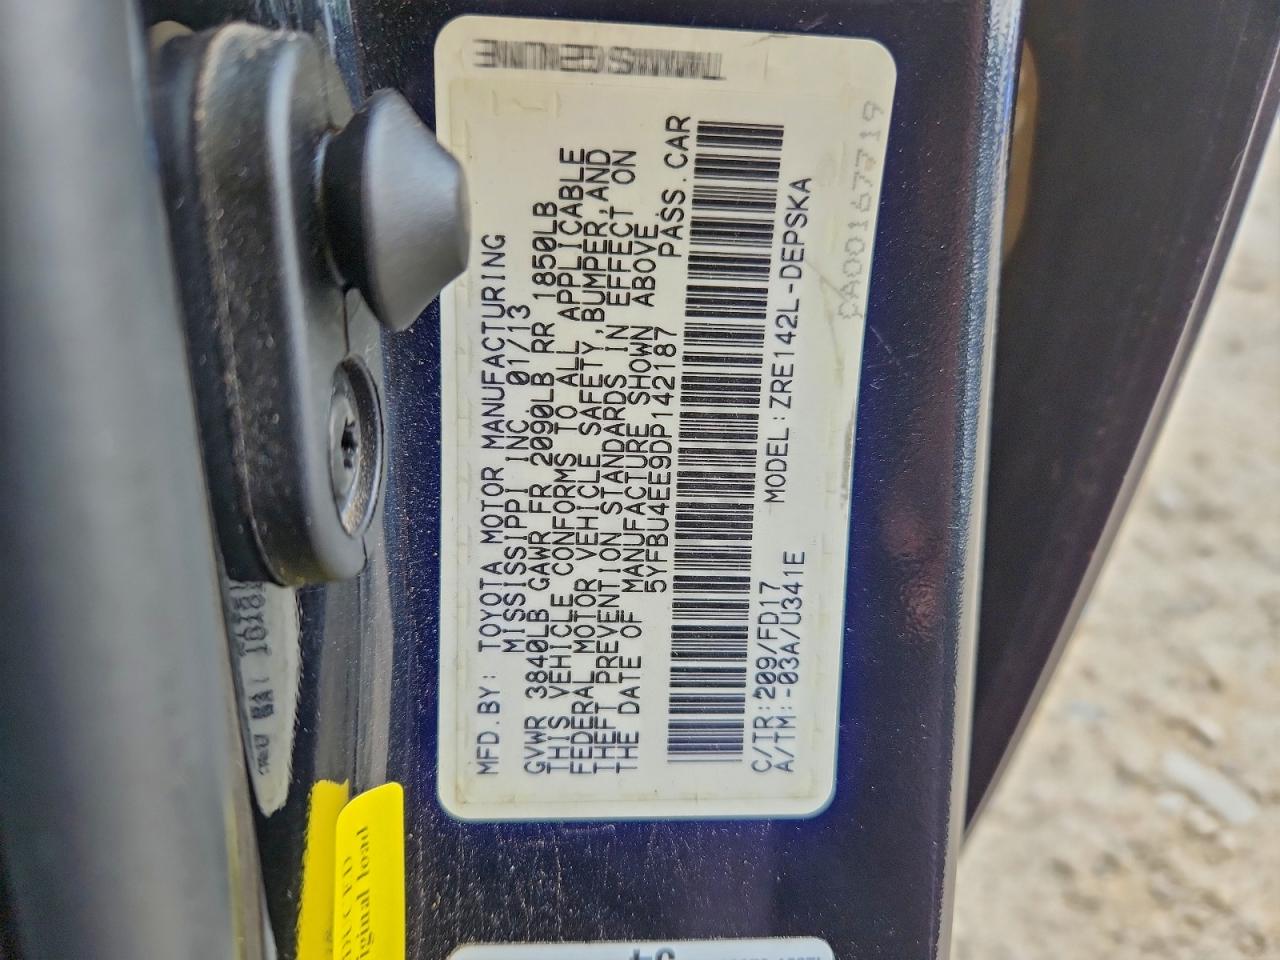 MFD.BY: TOYOTA MOTOR MANUFACTURING
MISSISSIPPI INC. 01/13
GVWR 3840LB GAWR FR 2090LB RR 1850LB
THIS VEHICLE CONFORMS TO ALL APPLICABLE
FEDERAL MOTOR VEHICLE SAFETY, BUMPER, AND
THEFT PREVENTION STANDARDS IN EFFECT ON
THE DATE OF MANUFACTURE SHOWN ABOVE.
5YFBU4EE9DP142187 PASS.CAR
C/TR:209/FD17 MODEL:ZRE142L-DEPSKA
A/TM:-03A/U341E
CA00167719